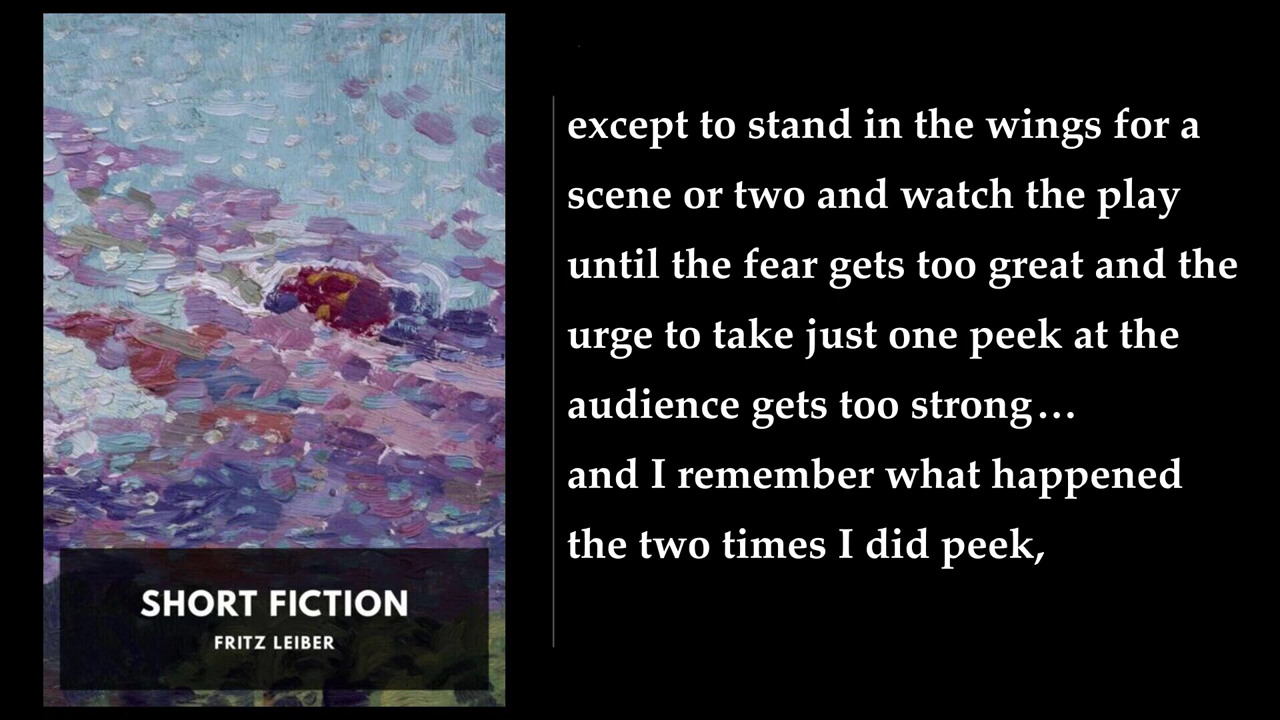 SHORT FICTION
FRITZ LEIBER
except to stand in the wings for a
scene or two and watch the play
until the fear gets too great and the
urge to take just one peek at the
audience gets too strong…
and I remember what happened
the two times I did peek,